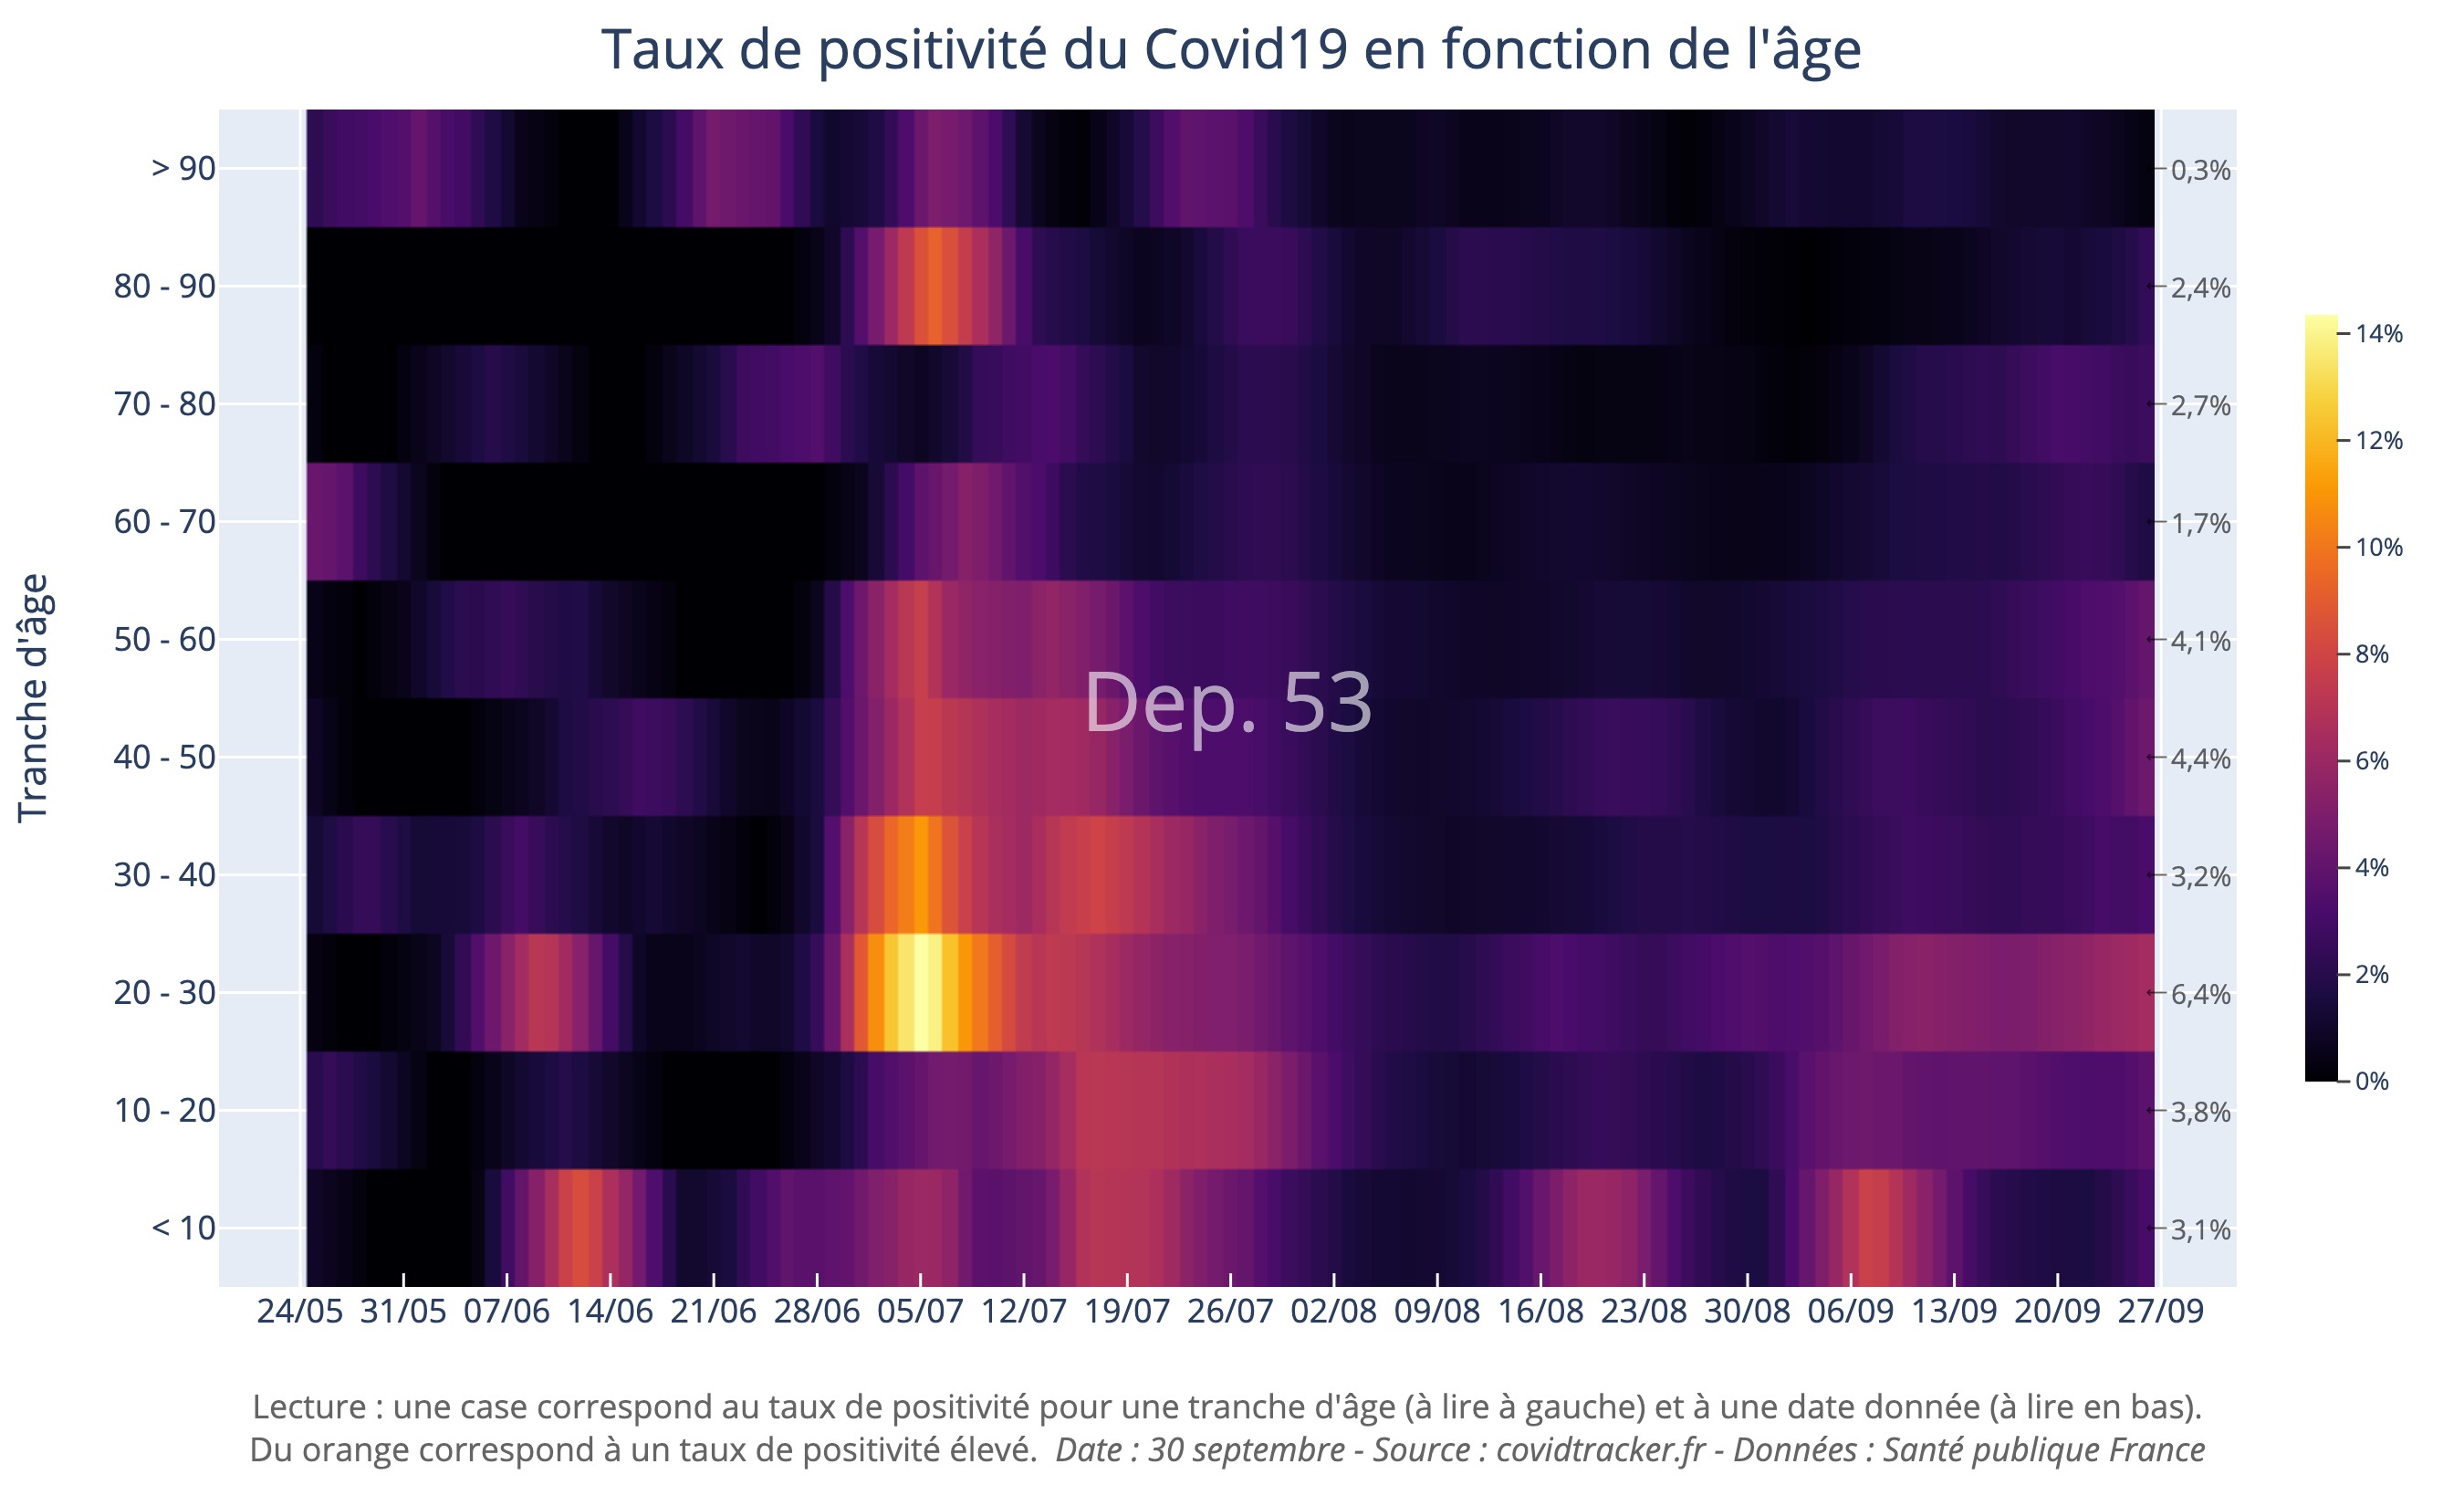 Taux de positivité du Covid19 en fonction de l'âge
Tranche d'âge
> 90
80 - 90
70 - 80
60 - 70
50 - 60
40 - 50
30 - 40
20 - 30
10 - 20
< 10
Dep. 53
0,3%
2,4%
2,7%
1,7%
4,1%
4,4%
3,2%
6,4%
3,8%
3,1%
14%
12%
10%
8%
6%
4%
2%
0%
24/05 31/05 07/06 14/06 21/06 28/06 05/07 12/07 19/07 26/07 02/08 09/08 16/08 23/08 30/08 06/09 13/09 20/09 27/09
Lecture : une case correspond au taux de positivité pour une tranche d'âge (à lire à gauche) et à une date donnée (à lire en bas).
Du orange correspond à un taux de positivité élevé. Date : 30 septembre - Source : covidtracker.fr - Données : Santé publique France